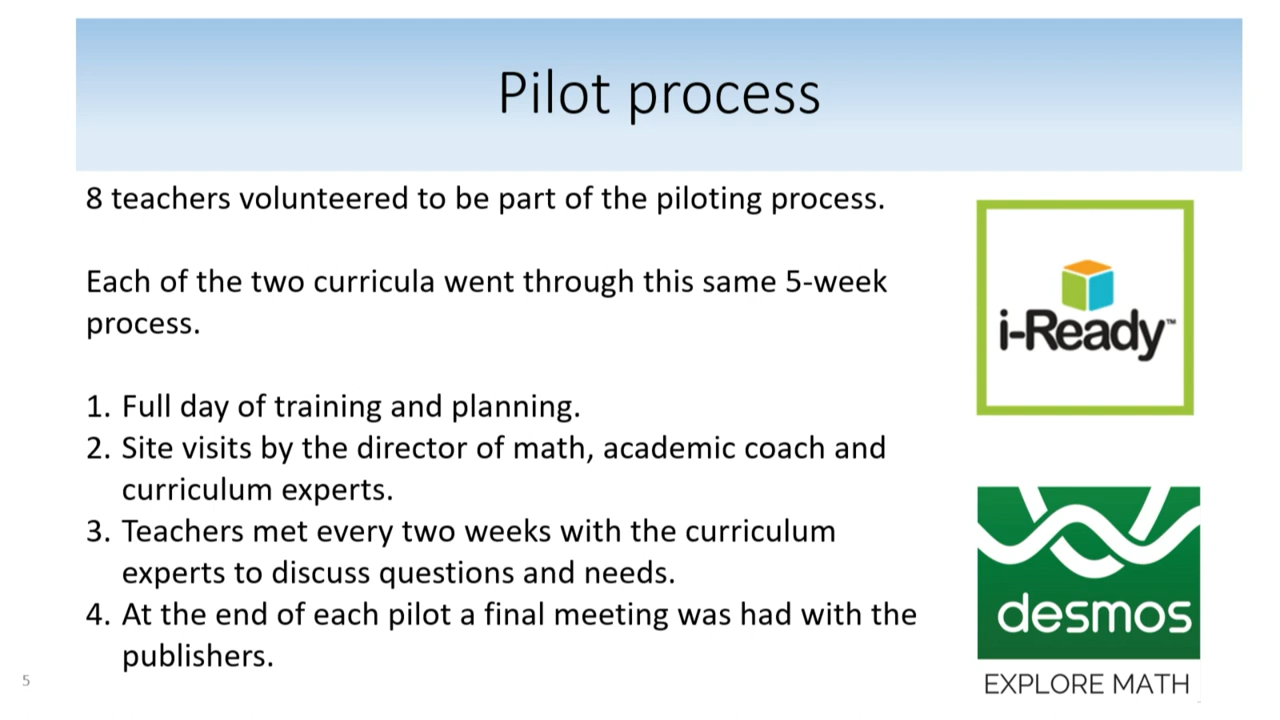 Pilot process
8 teachers volunteered to be part of the piloting process.
Each of the two curricula went through this same 5-week
process.
1. Full day of training and planning.
2. Site visits by the director of math, academic coach and
curriculum experts.
3. Teachers met every two weeks with the curriculum
experts to discuss questions and needs.
4. At the end of each pilot a final meeting was had with the
publishers.
i-Ready™
desmos
EXPLORE MATH
5